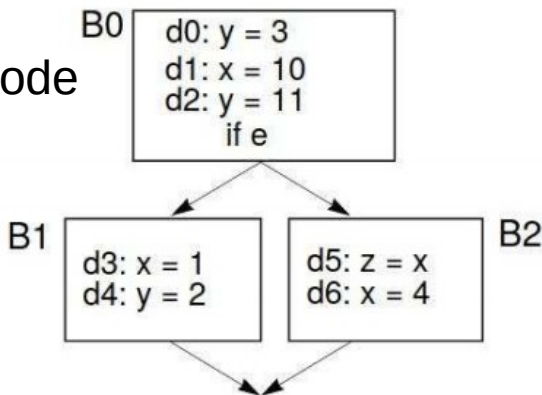 B0
d0: y = 3
ode
d1: x = 10
d2: y = 11
if e
B1
d3: x = 1
d4: y = 2
B2
d5: z = x
d6: x = 4